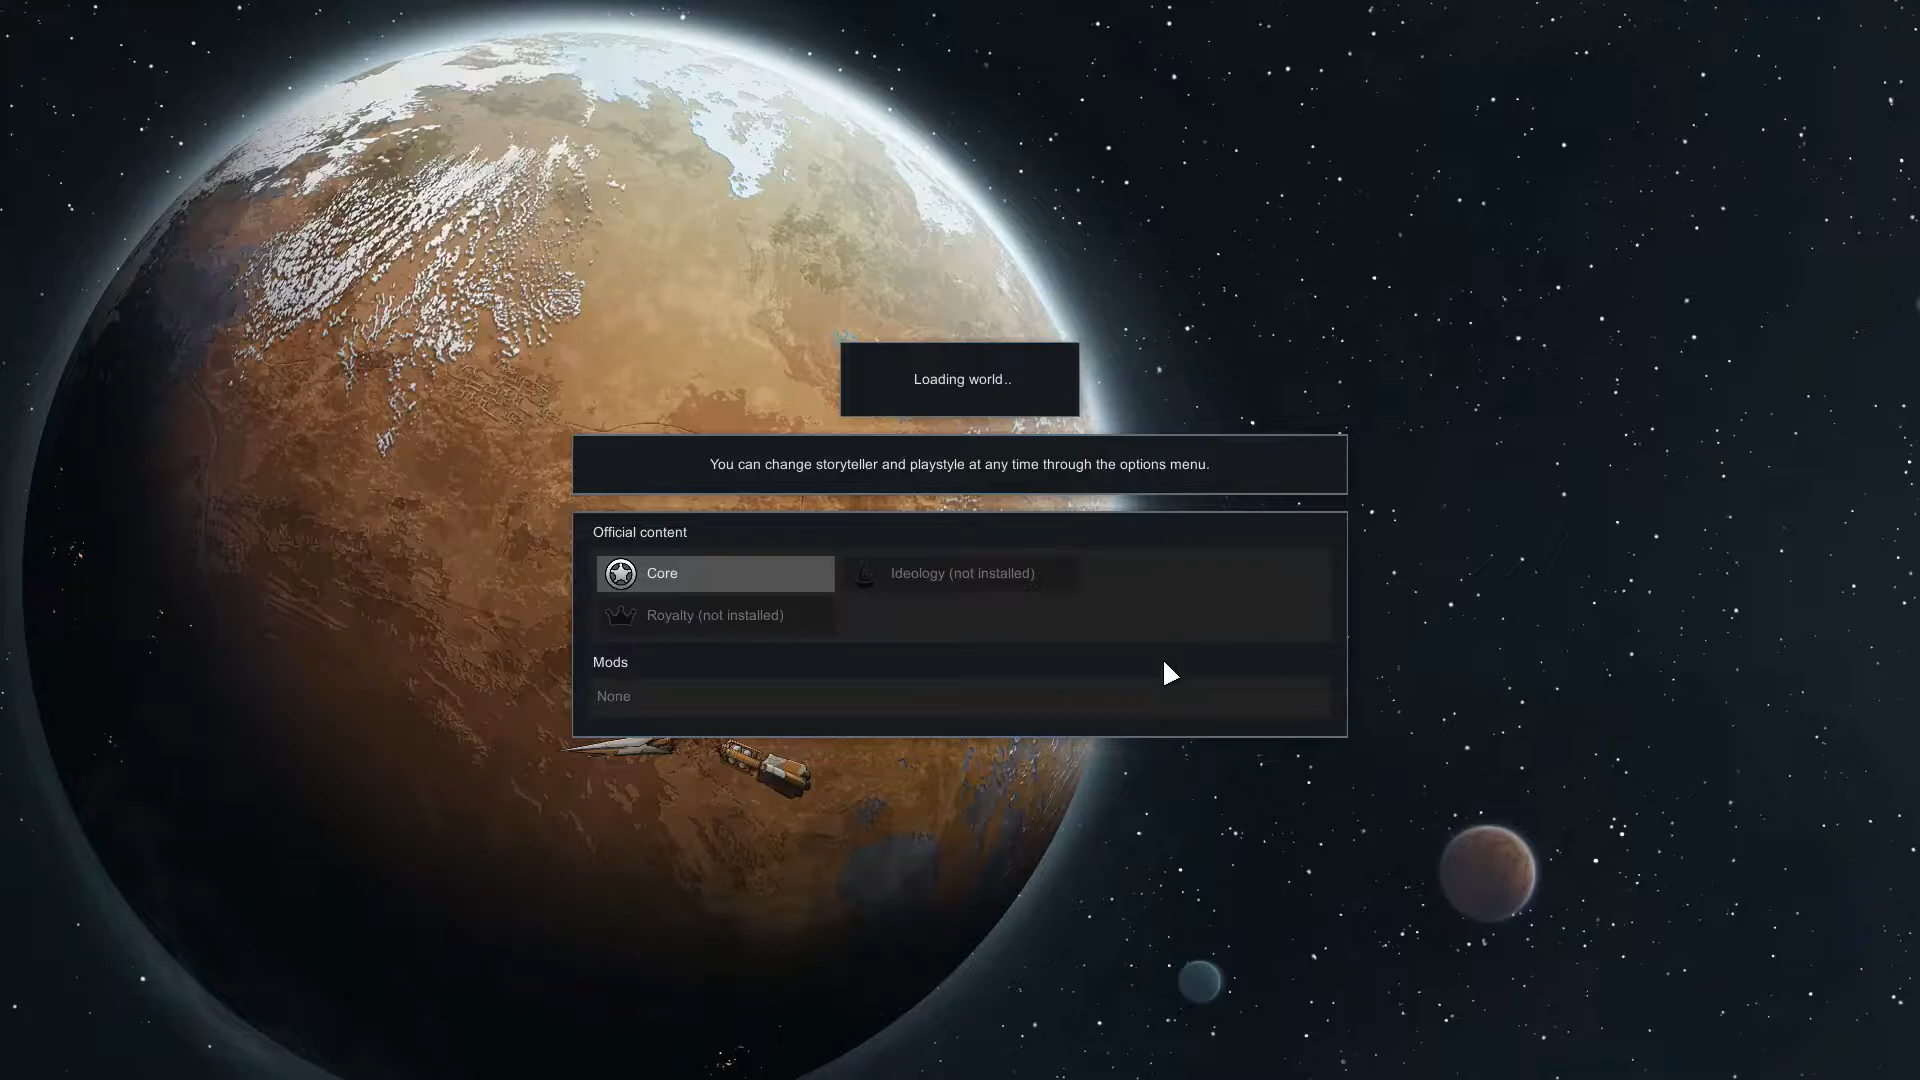 Loading world..
You can change storyteller and playstyle at any time through the options menu.
Official content
Core
Ideology (not installed)
Royalty (not installed)
Mods
None